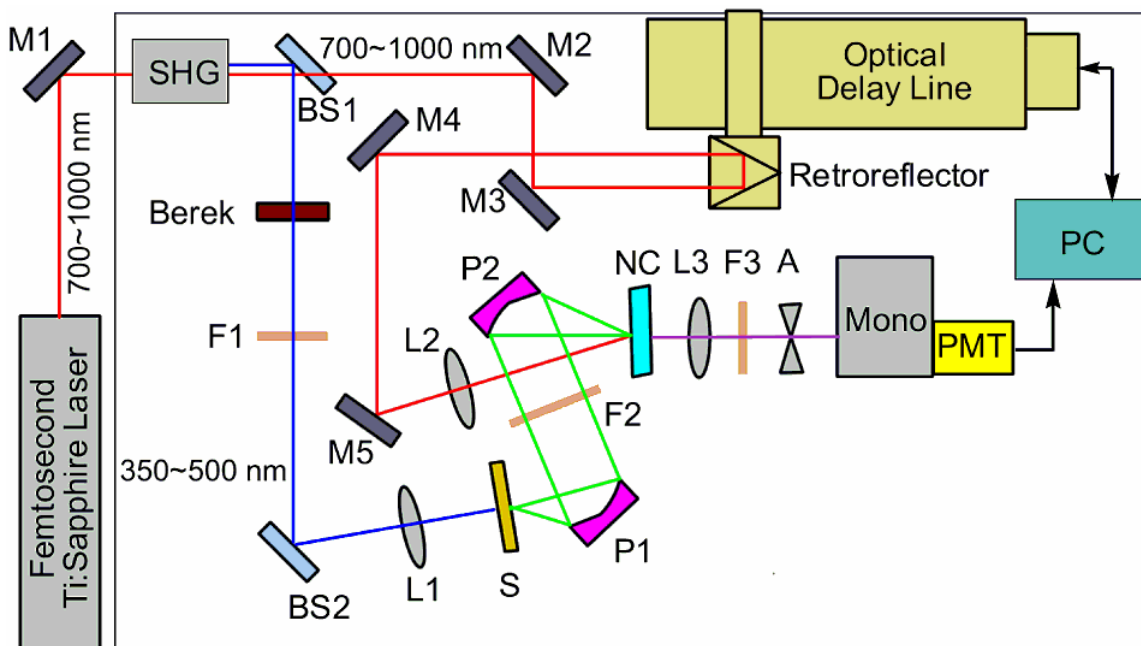 M1
SHG
700~1000 nm
BS1
M2
Optical
Delay Line
M4
M3
Retroreflector
700~1000 nm
Berek
PC
P2
NC
L3
F3
A
F1
L2
Mono
PMT
F2
M5
350~500 nm
Femtosecond
Ti:Sapphire Laser
BS2
L1
S
P1